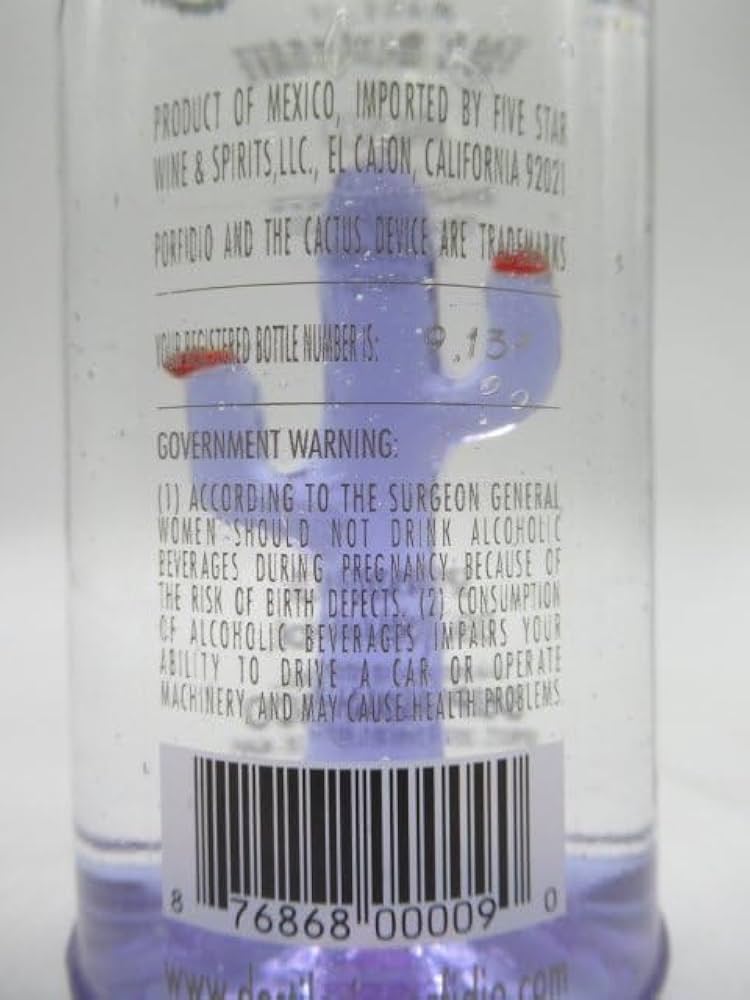 PRODUCT OF MEXICO, IMPORTED BY FIVE STAR
WINE & SPIRITS, LLC., EL CAJON, CALIFORNIA 92021
PORFIDIO AND THE CACTUS DEVICE ARE TRADEMARKS
YOUR REGISTERED BOTTLE NUMBER IS:
GOVERNMENT WARNING:
(1) ACCORDING TO THE SURGEON GENERAL,
WOMEN SHOULD NOT DRINK ALCOHOLIC
BEVERAGES DURING PREGNANCY BECAUSE OF
THE RISK OF BIRTH DEFECTS. (2) CONSUMPTION
OF ALCOHOLIC BEVERAGES IMPAIRS YOUR
ABILITY TO DRIVE A CAR OR OPERATE
MACHINERY, AND MAY CAUSE HEALTH PROBLEMS.
8 76868 00009 0